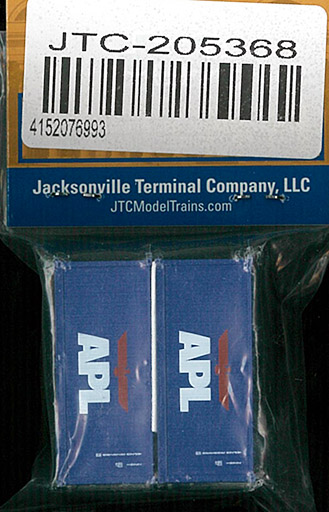 JTC-205368
4152076993
Jacksonville Terminal Company, LLC
JTCModelTrains.com
APL
APL